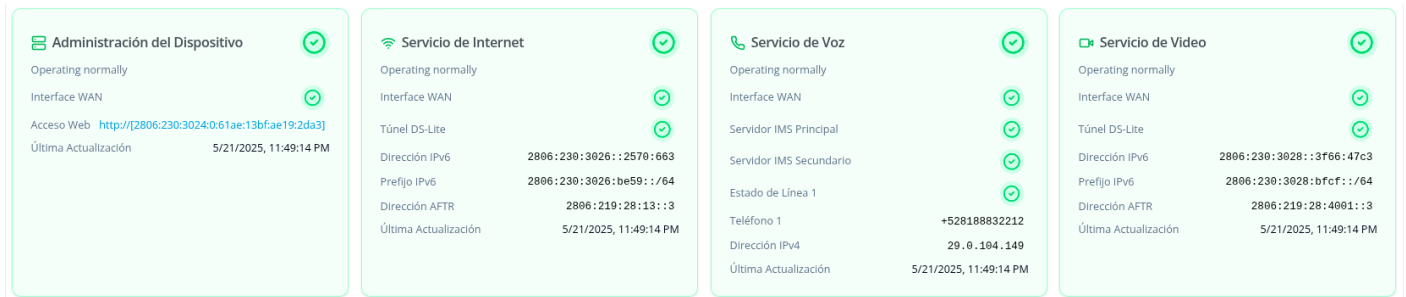 Administración del Dispositivo
Operating normally
Interface WAN
Acceso Web http://[2806:230:3024:0:61ae:13bf:ae19:2da3]
Última Actualización 5/21/2025, 11:49:14 PM
Servicio de Internet
Operating normally
Interface WAN
Túnel DS-Lite
Dirección IPv6 2806:230:3026::2570:663
Prefijo IPv6 2806:230:3026:be59::/64
Dirección AFTR 2806:219:28:13::3
Última Actualización 5/21/2025, 11:49:14 PM
Servicio de Voz
Operating normally
Interface WAN
Servidor IMS Principal
Servidor IMS Secundario
Estado de Línea 1
Teléfono 1 +528188832212
Dirección IPv4 29.0.104.149
Última Actualización 5/21/2025, 11:49:14 PM
Servicio de Video
Operating normally
Interface WAN
Túnel DS-Lite
Dirección IPv6 2806:230:3028::3f66:47c3
Prefijo IPv6 2806:230:3028:bfcf::/64
Dirección AFTR 2806:219:28:4001::3
Última Actualización 5/21/2025, 11:49:14 PM